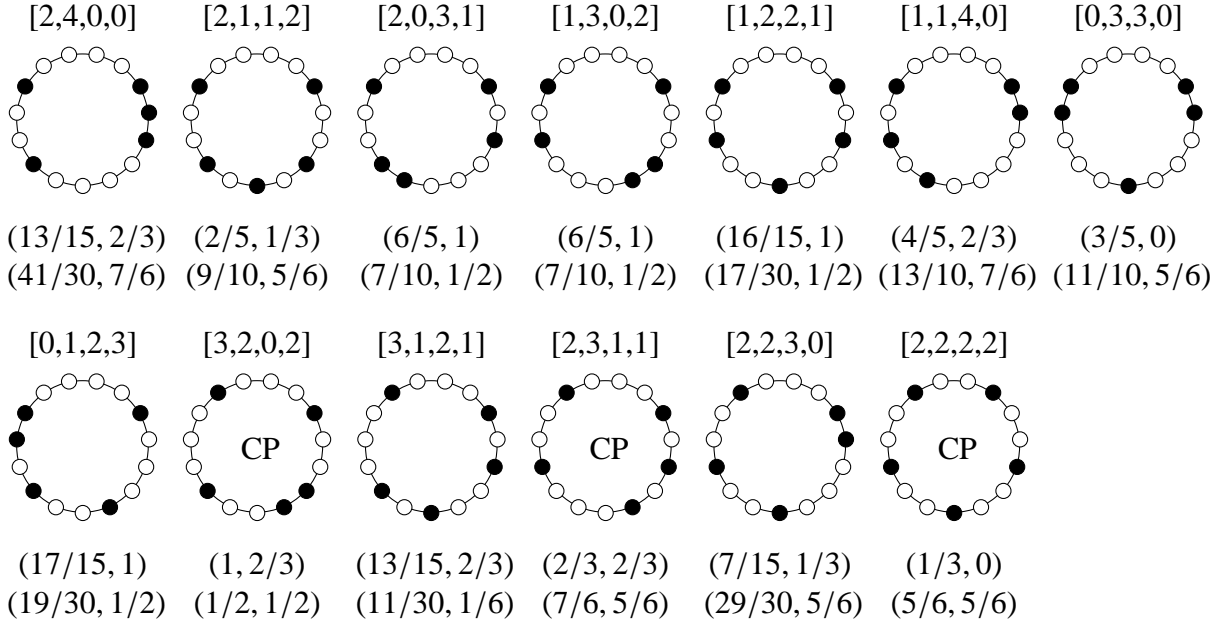 [2,4,0,0] [2,1,1,2] [2,0,3,1] [1,3,0,2] [1,2,2,1] [1,1,4,0] [0,3,3,0]
(13/15, 2/3) (2/5, 1/3) (6/5, 1) (6/5, 1) (16/15, 1) (4/5, 2/3) (3/5, 0)
(41/30, 7/6) (9/10, 5/6) (7/10, 1/2) (7/10, 1/2) (17/30, 1/2) (13/10, 7/6) (11/10, 5/6)
[0,1,2,3] [3,2,0,2] [3,1,2,1] [2,3,1,1] [2,2,3,0] [2,2,2,2]
CP CP CP
(17/15, 1) (1, 2/3) (13/15, 2/3) (2/3, 2/3) (7/15, 1/3) (1/3, 0)
(19/30, 1/2) (1/2, 1/2) (11/30, 1/6) (7/6, 5/6) (29/30, 5/6) (5/6, 5/6)